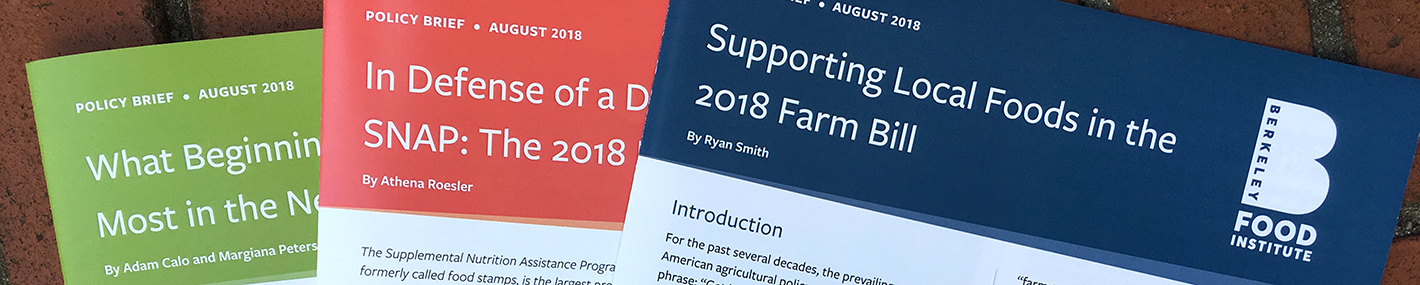 POLICY BRIEF • AUGUST 2018
What Beginnin
Most in the Ne
By Adam Calo and Margiana Peters
POLICY BRIEF • AUGUST 2018
In Defense of a D
SNAP: The 2018
By Athena Roesler
The Supplemental Nutrition Assistance Progra
formerly called food stamps, is the largest pro
EF • AUGUST 2018
Supporting Local Foods in the
2018 Farm Bill
By Ryan Smith
Introduction
For the past several decades, the prevailing
American agricultural polic
phrase: “Get
“farm
BERKELEY
B
FOOD
INSTITUTE